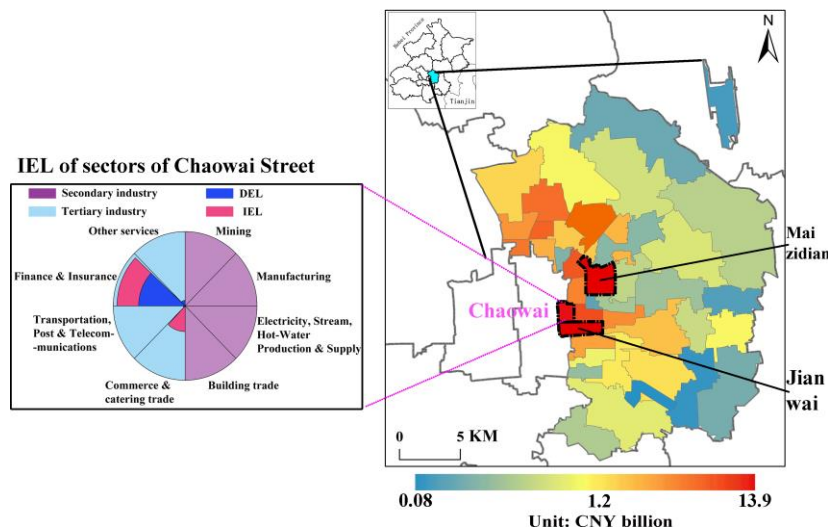 IEL of sectors of Chaowai Street
Secondary industry
DEL
Tertiary industry
IEL
Other services
Mining
Finance & Insurance
Manufacturing
Transportation,
Post & Telecom-
-munications
Electricity, Stream,
Hot-Water
Production & Supply
Commerce &
catering trade
Building trade
Hebei Province
Tianjin
N
Mai
zidian
Chaowai
Jian
wai
0
5 KM
0.08
1.2
13.9
Unit: CNY billion